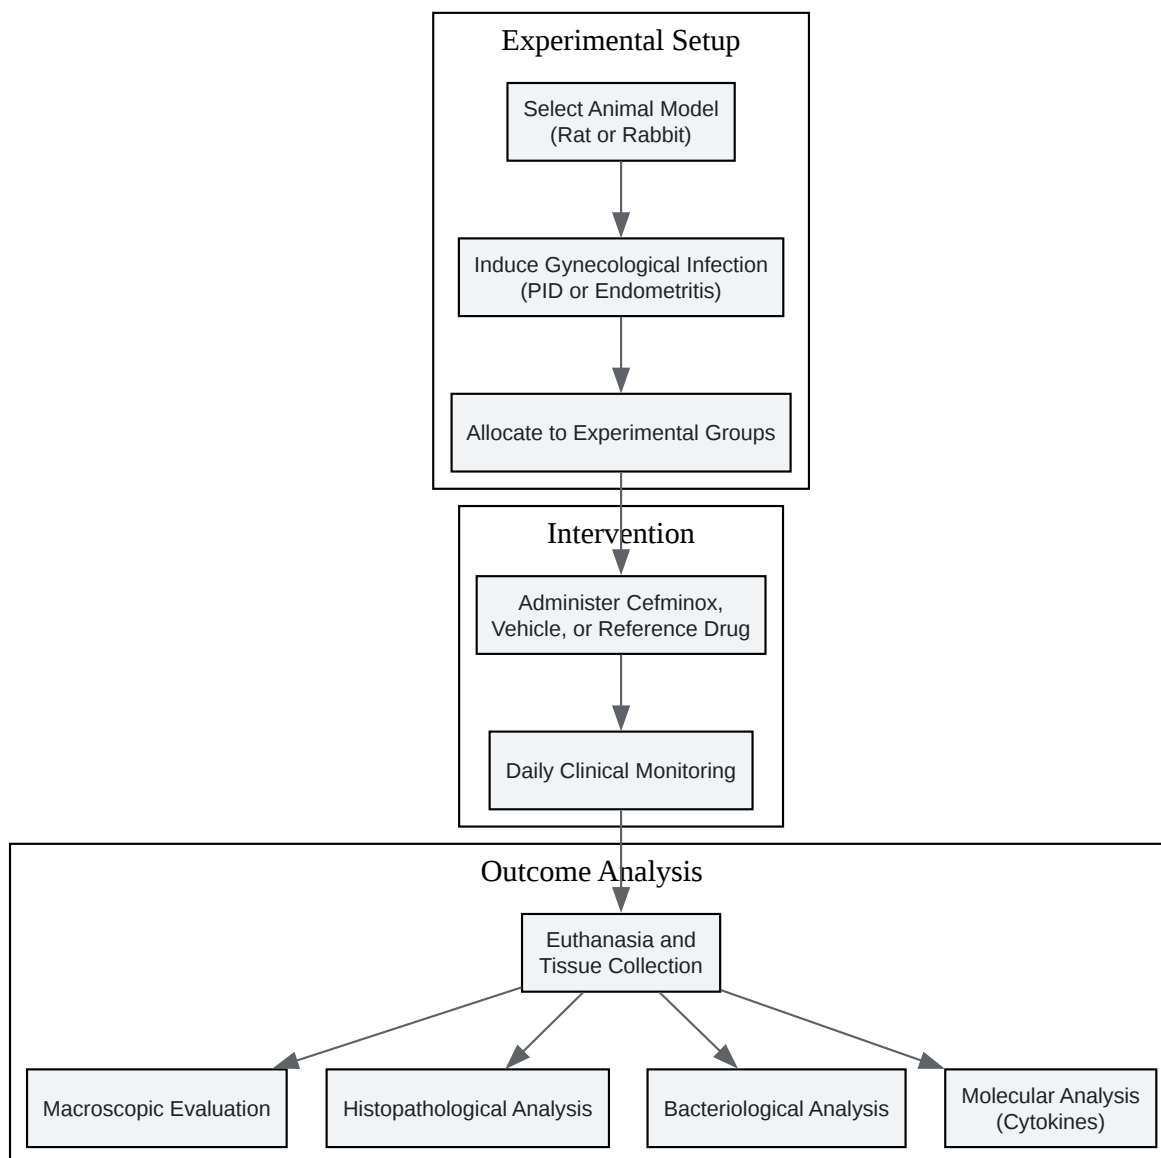 Experimental Setup
Select Animal Model
(Rat or Rabbit)
Induce Gynecological Infection
(PID or Endometritis)
Allocate to Experimental Groups
Intervention
Administer Cefminox,
Vehicle, or Reference Drug
Daily Clinical Monitoring
Outcome Analysis
Euthanasia and
Tissue Collection
Macroscopic Evaluation
Histopathological Analysis
Bacteriological Analysis
Molecular Analysis
(Cytokines)